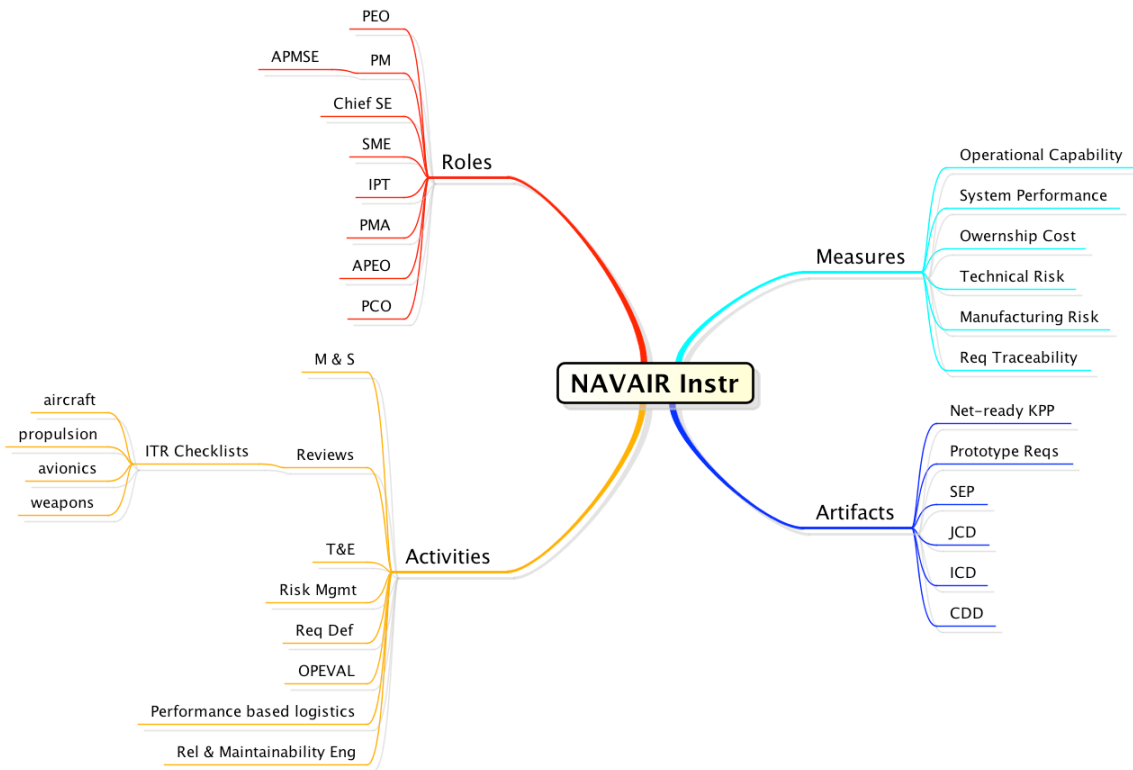 NAVAIR Instr
Roles
PEO
PM
APMSE
Chief SE
SME
IPT
PMA
APEO
PCO
Measures
Operational Capability
System Performance
Owernship Cost
Technical Risk
Manufacturing Risk
Req Traceability
Artifacts
Net-ready KPP
Prototype Reqs
SEP
JCD
ICD
CDD
Activities
M & S
Reviews
ITR Checklists
aircraft
propulsion
avionics
weapons
T&E
Risk Mgmt
Req Def
OPEVAL
Performance based logistics
Rel & Maintainability Eng